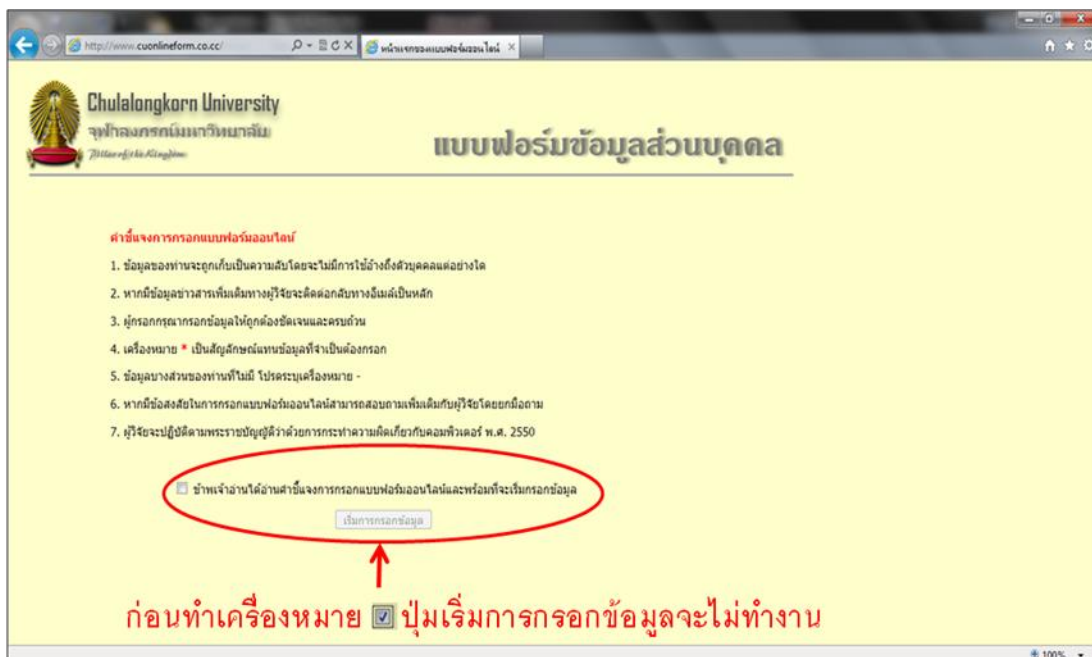 http://www.cuonlineform.co.cc/
หน้าแรกของแบบฟอร์มออนไลน์
Chulalongkorn University
จุฬาลงกรณ์มหาวิทยาลัย
Pillar of the Kingdom
แบบฟอร์มข้อมูลส่วนบุคคล
คำชี้แจงการกรอกแบบฟอร์มออนไลน์
1. ข้อมูลของท่านจะถูกเก็บเป็นความลับโดยจะไม่มีการใช้อ้างถึงตัวบุคคลแต่อย่างใด
2. หากมีข้อมูลข่าวสารเพิ่มเติมทางผู้วิจัยจะติดต่อกลับทางอีเมล์เป็นหลัก
3. ผู้กรอกกรุณากรอกข้อมูลให้ถูกต้องชัดเจนและครบถ้วน
4. เครื่องหมาย * เป็นสัญลักษณ์แทนข้อมูลที่จำเป็นต้องกรอก
5. ข้อมูลบางส่วนของท่านที่ไม่มี โปรดระบุเครื่องหมาย -
6. หากมีข้อสงสัยในการกรอกแบบฟอร์มออนไลน์สามารถสอบถามเพิ่มเติมกับผู้วิจัยโดยยกมือถาม
7. ผู้วิจัยจะปฏิบัติตามพระราชบัญญัติว่าด้วยการกระทำความผิดเกี่ยวกับคอมพิวเตอร์ พ.ศ. 2550
ข้าพเจ้าอ่านได้อ่านคำชี้แจงการกรอกแบบฟอร์มออนไลน์และพร้อมที่จะเริ่มกรอกข้อมูล
เริ่มการกรอกข้อมูล
ก่อนทำเครื่องหมาย ☑ ปุ่มเริ่มการกรอกข้อมูลจะไม่ทำงาน
100%